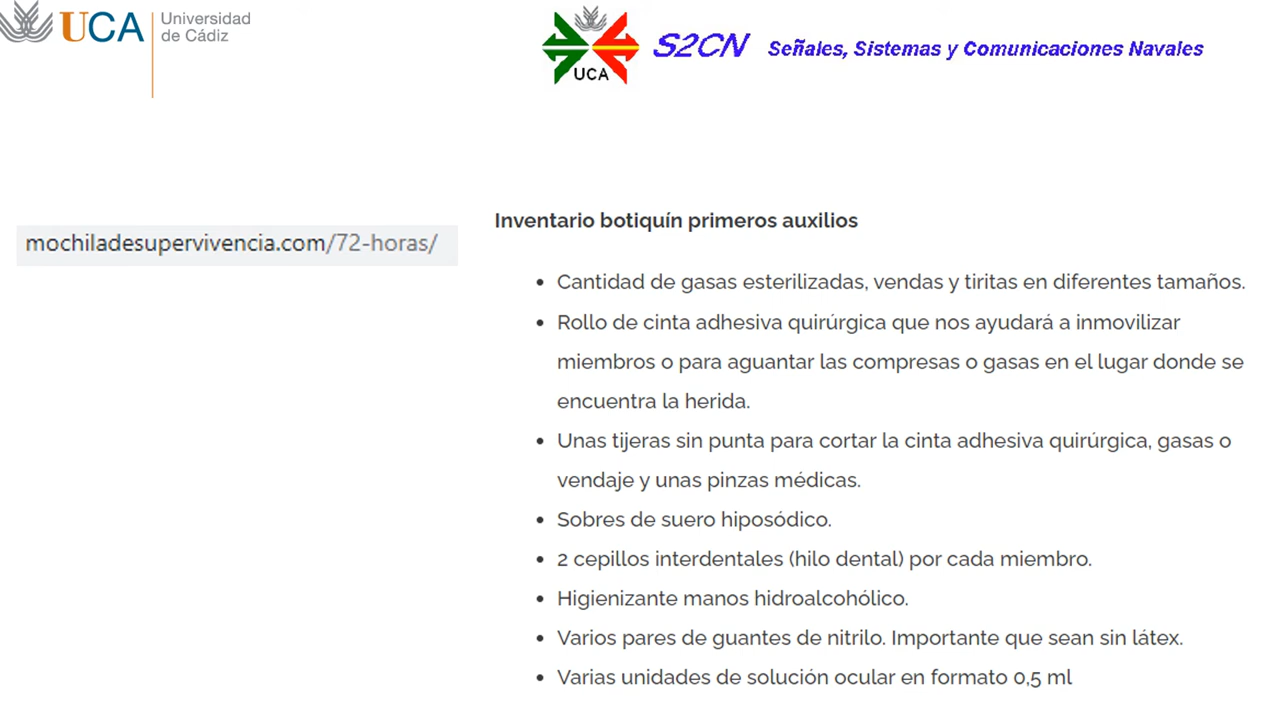 UCA
Universidad
de Cádiz
UCA
S2CN
Señales, Sistemas y Comunicaciones Navales
mochiladesupervivencia.com/72-horas/
Inventario botiquín primeros auxilios
• Cantidad de gasas esterilizadas, vendas y tiritas en diferentes tamaños.
• Rollo de cinta adhesiva quirúrgica que nos ayudará a inmovilizar
miembros o para aguantar las compresas o gasas en el lugar donde se
encuentra la herida.
• Unas tijeras sin punta para cortar la cinta adhesiva quirúrgica, gasas o
vendaje y unas pinzas médicas.
• Sobres de suero hiposódico.
• 2 cepillos interdentales (hilo dental) por cada miembro.
• Higienizante manos hidroalcohólico.
• Varios pares de guantes de nitrilo. Importante que sean sin látex.
• Varias unidades de solución ocular en formato 0,5 ml